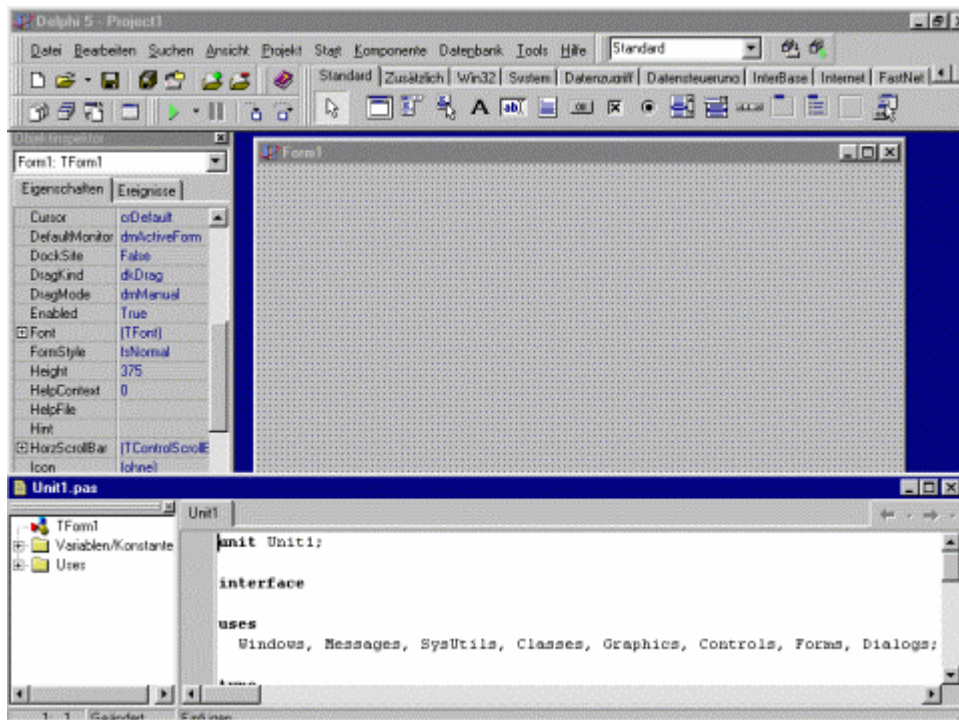 Delphi 5 - Project1
Datei Bearbeiten Suchen Ansicht Projekt Start Komponente Datenbank Tools Hilfe Standard
Standard Zusätzlich Win32 System Datenzugriff Datensteuerung InterBase Internet FastNet
Objektinspektor
Form1: TForm1
Eigenschaften Ereignisse
Cursor crDefault
DefaultMonitor dmActiveForm
DockSite False
DragKind dkDrag
DragMode dmManual
Enabled True
Font (TFont)
FormStyle fsNormal
Height 375
HelpContext 0
HelpFile
Hint
HorzScrollBar (TControlScrollB
Icon (ohne)
Form1
Unit1.pas
TForm1
Variablen/Konstante
Uses
Unit1
unit Unit1;
interface
uses
Windows, Messages, SysUtils, Classes, Graphics, Controls, Forms, Dialogs;
type
1: 1 Geändert Einfügen